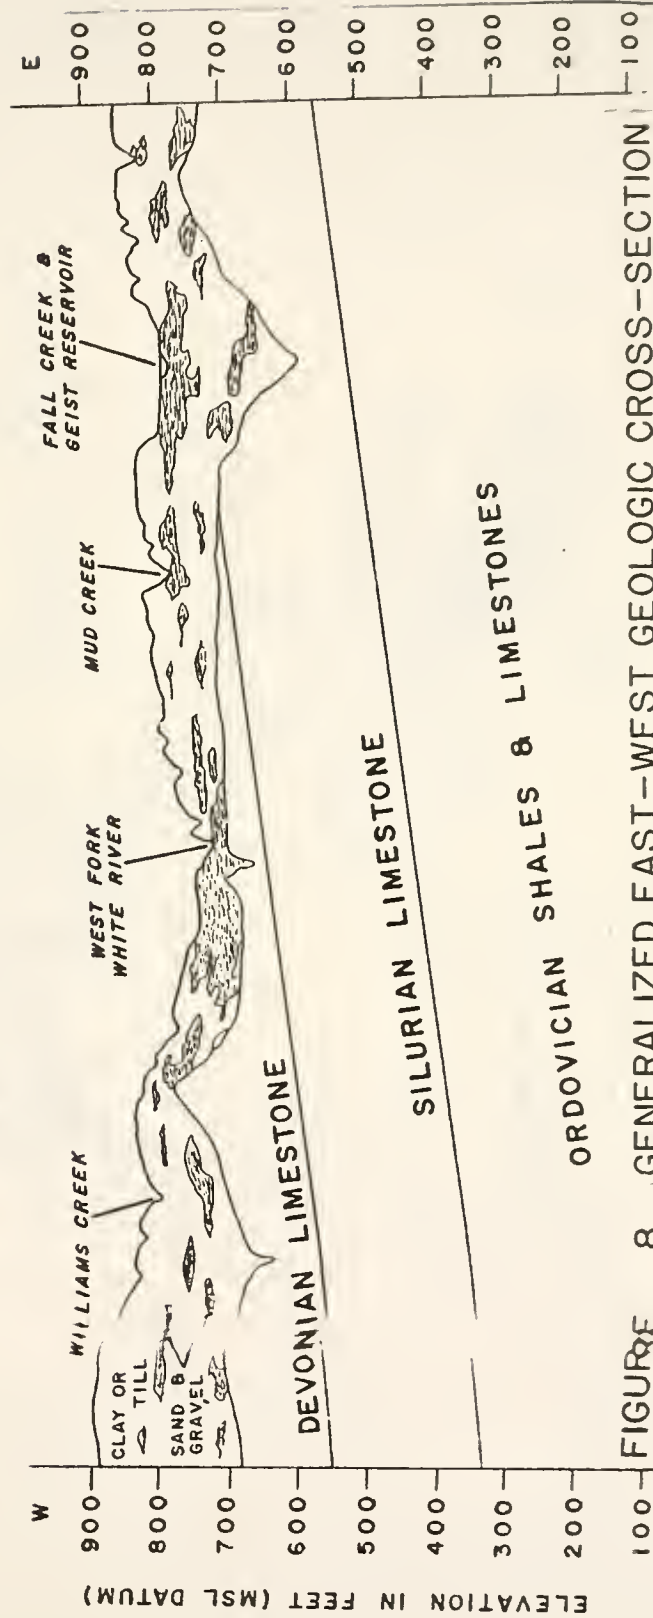 W
E
900
800
700
600
500
400
300
200
100
ELEVATION IN FEET (MSL DATUM)
WILLIAMS CREEK
WEST FORK
WHITE RIVER
MUD CREEK
FALL CREEK &
GEIST RESERVOIR
CLAY OR
TILL
SAND &
GRAVEL
DEVONIAN LIMESTONE
SILURIAN LIMESTONE
ORDOVICIAN SHALES & LIMESTONES
900
800
700
600
500
400
300
200
100
FIGURE 8 GENERALIZED EAST-WEST GEOLOGIC CROSS-SECTION